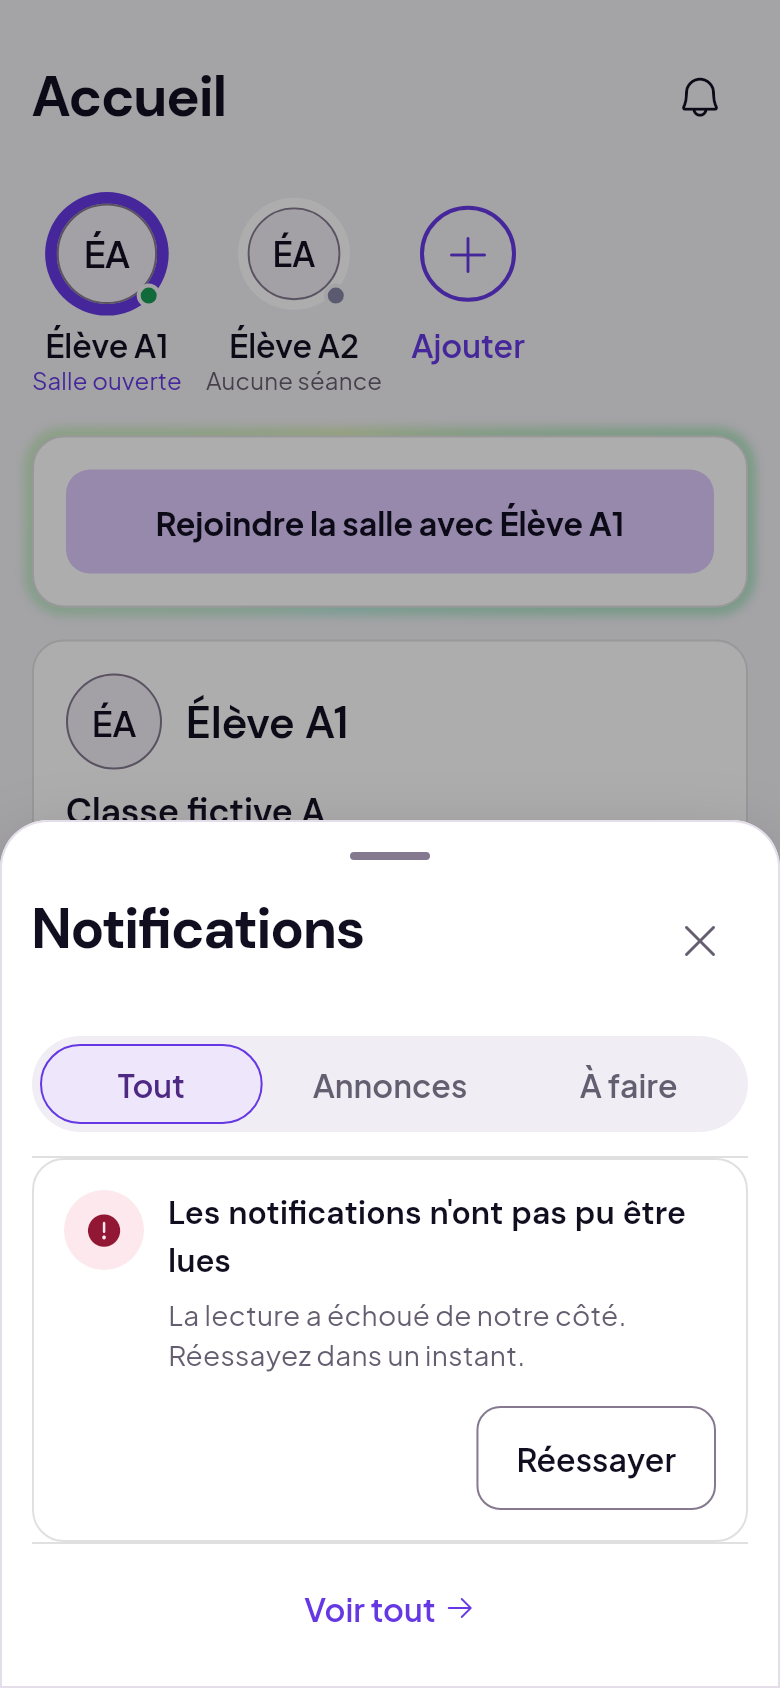 Accueil
ÉA
ÉA
Élève A1
Élève A2
Ajouter
Salle ouverte
Aucune séance
Rejoindre la salle avec Élève A1
ÉA
Élève A1
Classe fictive A
Notifications
Tout
Annonces
À faire
Les notifications n'ont pas pu être
lues
La lecture a échoué de notre côté.
Réessayez dans un instant.
Réessayer
Voir tout